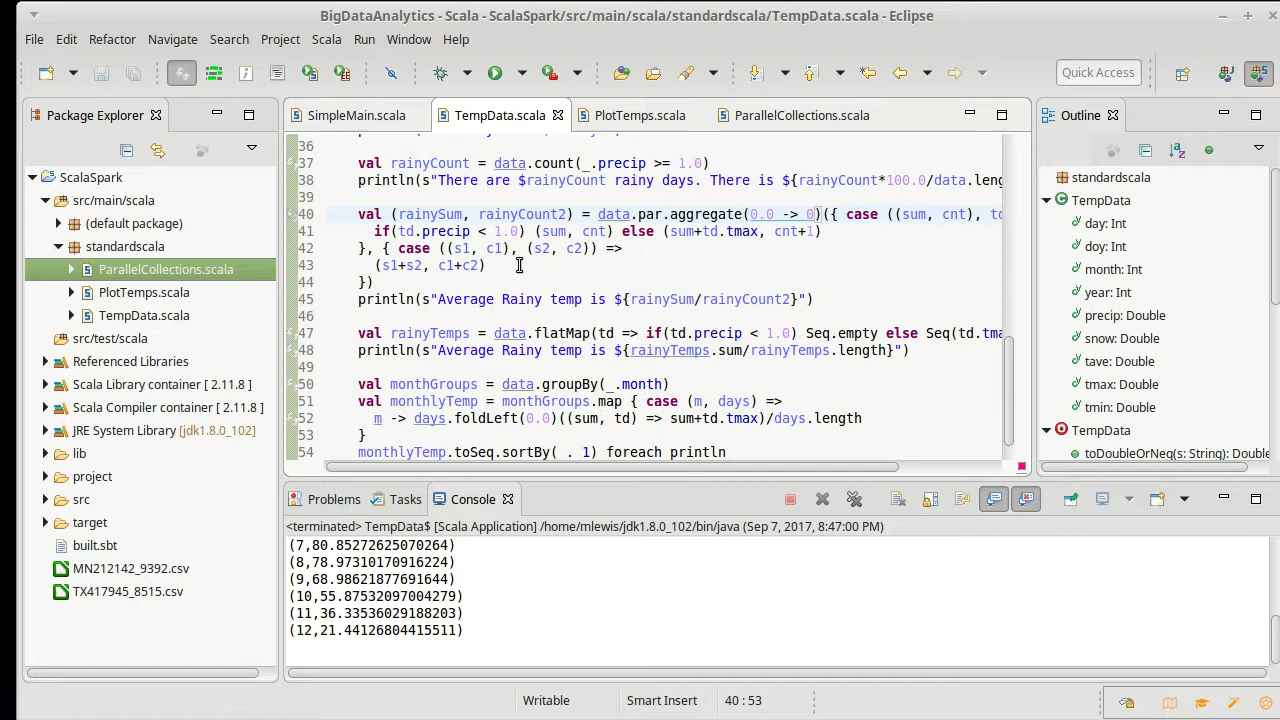 BigDataAnalytics - Scala - ScalaSpark/src/main/scala/standardscala/TempData.scala - Eclipse
File Edit Refactor Navigate Search Project Scala Run Window Help
Quick Access
Package Explorer
ScalaSpark
src/main/scala
(default package)
standardscala
ParallelCollections.scala
PlotTemps.scala
TempData.scala
src/test/scala
Referenced Libraries
Scala Library container [ 2.11.8 ]
Scala Compiler container [ 2.11.8 ]
JRE System Library [jdk1.8.0_102]
lib
project
src
target
built.sbt
MN212142_9392.csv
TX417945_8515.csv
SimpleMain.scala TempData.scala PlotTemps.scala ParallelCollections.scala
36
37 val rainyCount = data.count(_.precip >= 1.0)
38 println(s"There are $rainyCount rainy days. There is ${rainyCount*100.0/data.leng
39
40 val (rainySum, rainyCount2) = data.par.aggregate(0.0 -> 0)({ case ((sum, cnt), td
41 if(td.precip < 1.0) (sum, cnt) else (sum+td.tmax, cnt+1)
42 }, { case ((s1, c1), (s2, c2)) =>
43 (s1+s2, c1+c2)
44 })
45 println(s"Average Rainy temp is ${rainySum/rainyCount2}")
46
47 val rainyTemps = data.flatMap(td => if(td.precip < 1.0) Seq.empty else Seq(td.tma
48 println(s"Average Rainy temp is ${rainyTemps.sum/rainyTemps.length}")
49
50 val monthGroups = data.groupBy(_.month)
51 val monthlyTemp = monthGroups.map { case (m, days) =>
52 m -> days.foldLeft(0.0)((sum, td) => sum+td.tmax)/days.length
53 }
54 monthlyTemp.toSeq.sortBy(_._1) foreach println
Outline
standardscala
TempData
day: Int
doy: Int
month: Int
year: Int
precip: Double
snow: Double
tave: Double
tmax: Double
tmin: Double
TempData
toDoubleOrNeg(s: String): Double
Problems Tasks Console
<terminated> TempData$ [Scala Application] /home/mlewis/jdk1.8.0_102/bin/java (Sep 7, 2017, 8:47:00 PM)
(7,80.85272625070264)
(8,78.97310170916224)
(9,68.98621877691644)
(10,55.87532097004279)
(11,36.33536029188203)
(12,21.44126804415511)
Writable Smart Insert 40 : 53